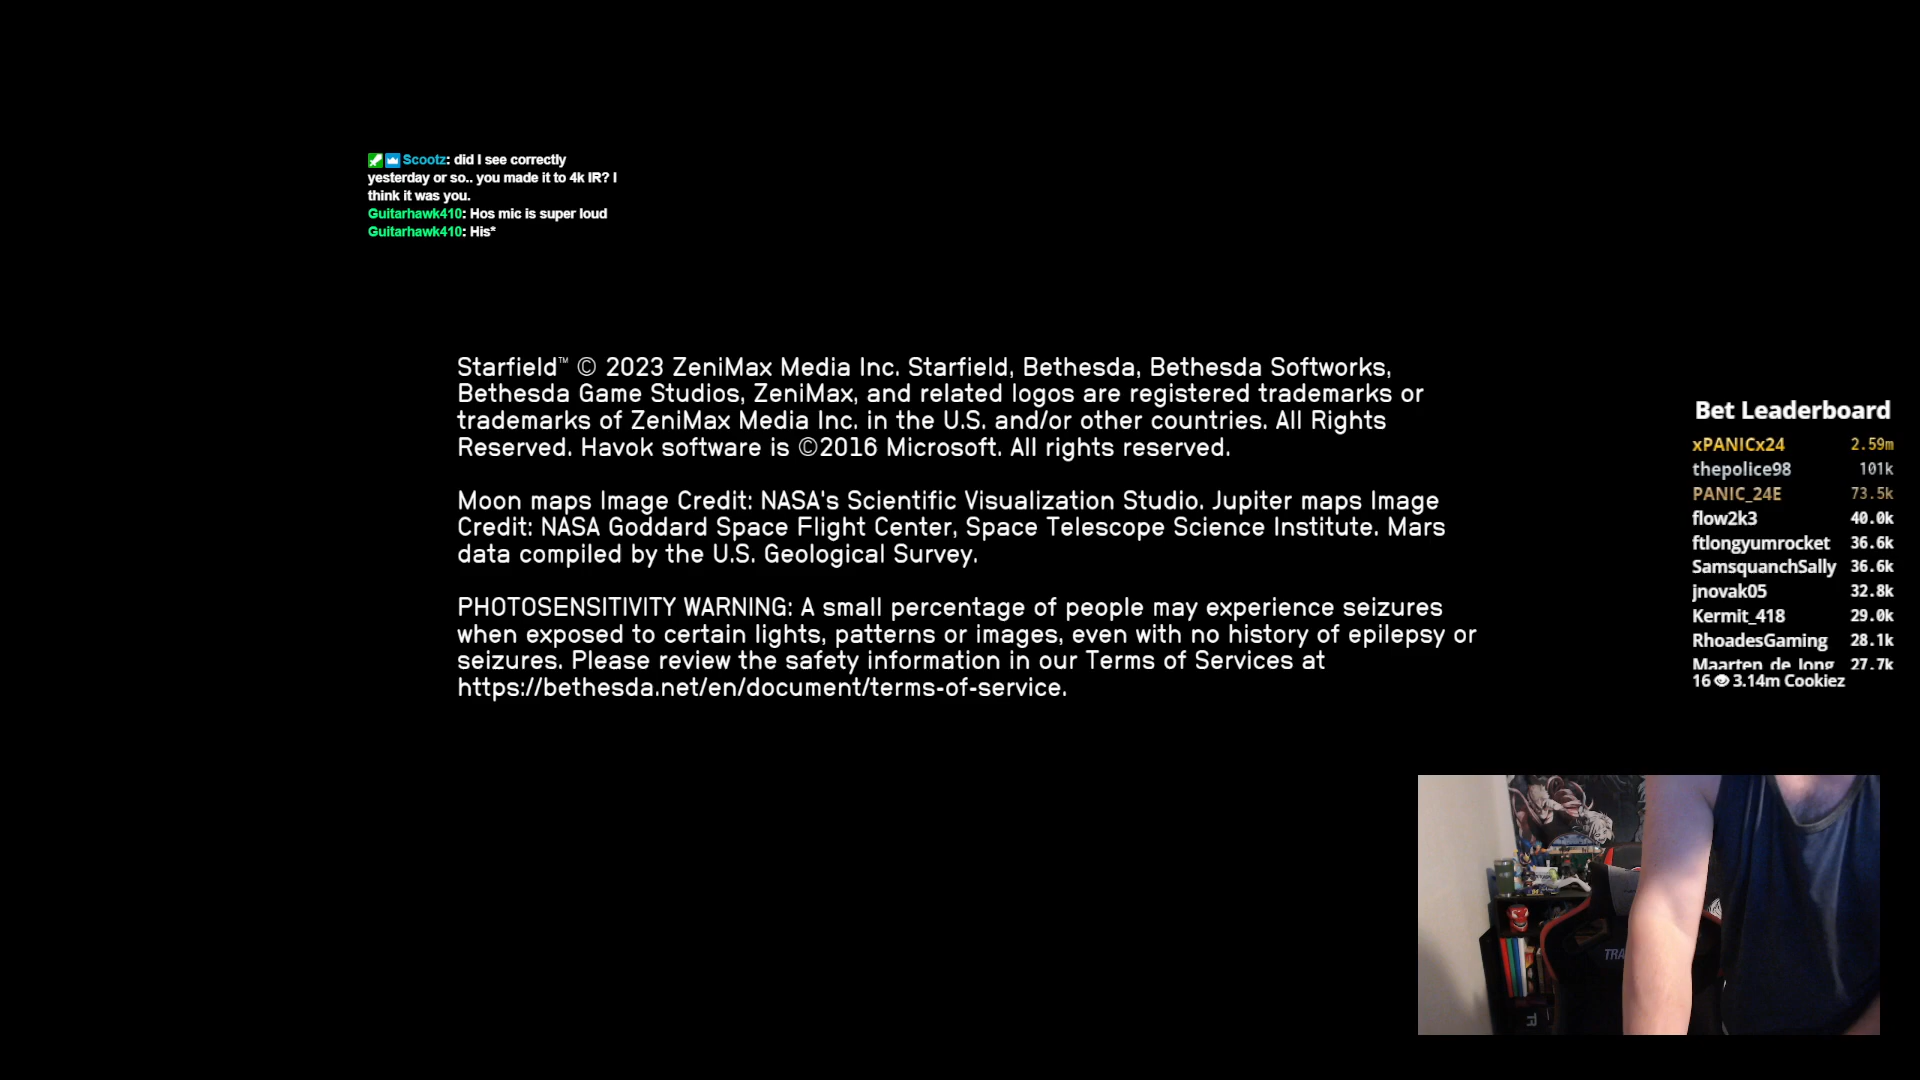 Scootz: did I see correctly
yesterday or so.. you made it to 4k IR? I
think it was you.
Guitarhawk410: Hos mic is super loud
Guitarhawk410: His*
Starfield™ © 2023 ZeniMax Media Inc. Starfield, Bethesda, Bethesda Softworks,
Bethesda Game Studios, ZeniMax, and related logos are registered trademarks or
trademarks of ZeniMax Media Inc. in the U.S. and/or other countries. All Rights
Reserved. Havok software is ©2016 Microsoft. All rights reserved.
Moon maps Image Credit: NASA's Scientific Visualization Studio. Jupiter maps Image
Credit: NASA Goddard Space Flight Center, Space Telescope Science Institute. Mars
data compiled by the U.S. Geological Survey.
PHOTOSENSITIVITY WARNING: A small percentage of people may experience seizures
when exposed to certain lights, patterns or images, even with no history of epilepsy or
seizures. Please review the safety information in our Terms of Services at
https://bethesda.net/en/document/terms-of-service.
Bet Leaderboard
xPANICx24 2.59m
thepolice98 101k
PANIC_24E 73.5k
flow2k3 40.0k
ftlongyumrocket 36.6k
SamsquanchSally 36.6k
jnovak05 32.8k
Kermit_418 29.0k
RhoadesGaming 28.1k
Maarten_de_Jong 27.7k
16 3.14m Cookiez
TRA